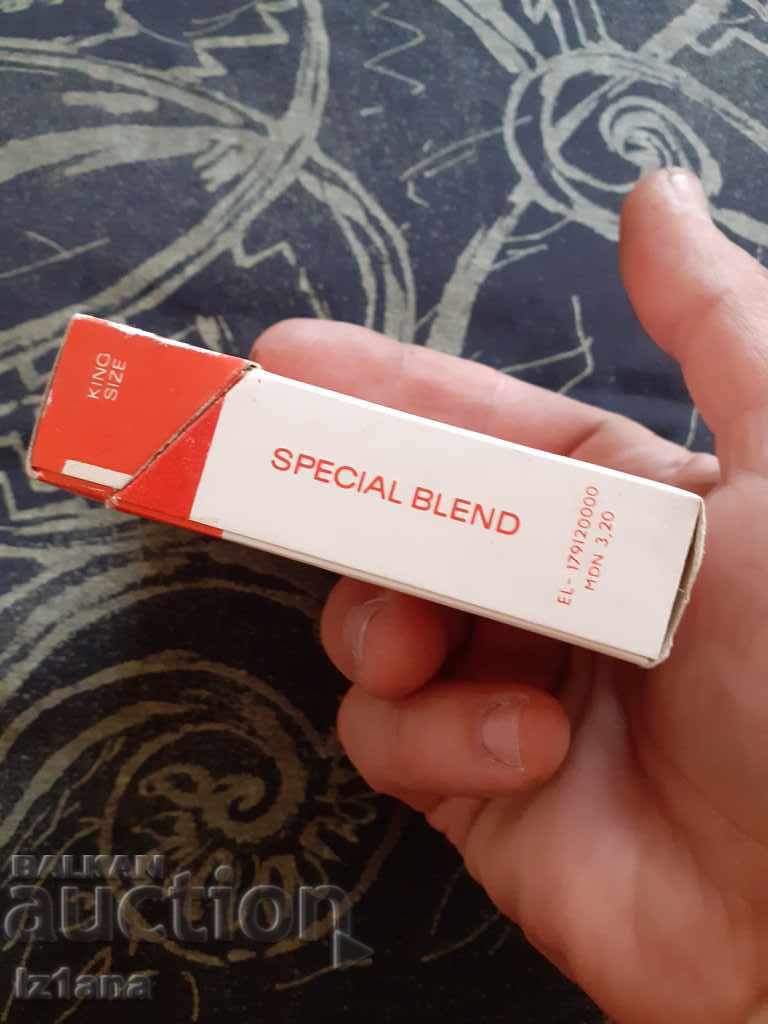 KING
SIZE
SPECIAL BLEND
EL-179120000
MDN 3,20
BALKAN
auction
Iz1ana